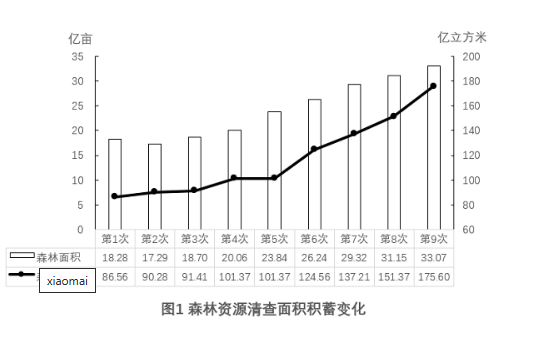 亿亩 亿立方米
35 200
30 180
25 160
20 140
15 120
10 100
5 80
0 60
第1次 第2次 第3次 第4次 第5次 第6次 第7次 第8次 第9次
森林面积 18.28 17.29 18.70 20.06 23.84 26.24 29.32 31.15 33.07
xiaomai 86.56 90.28 91.41 101.37 101.37 124.56 137.21 151.37 175.60
图1 森林资源清查面积积蓄变化